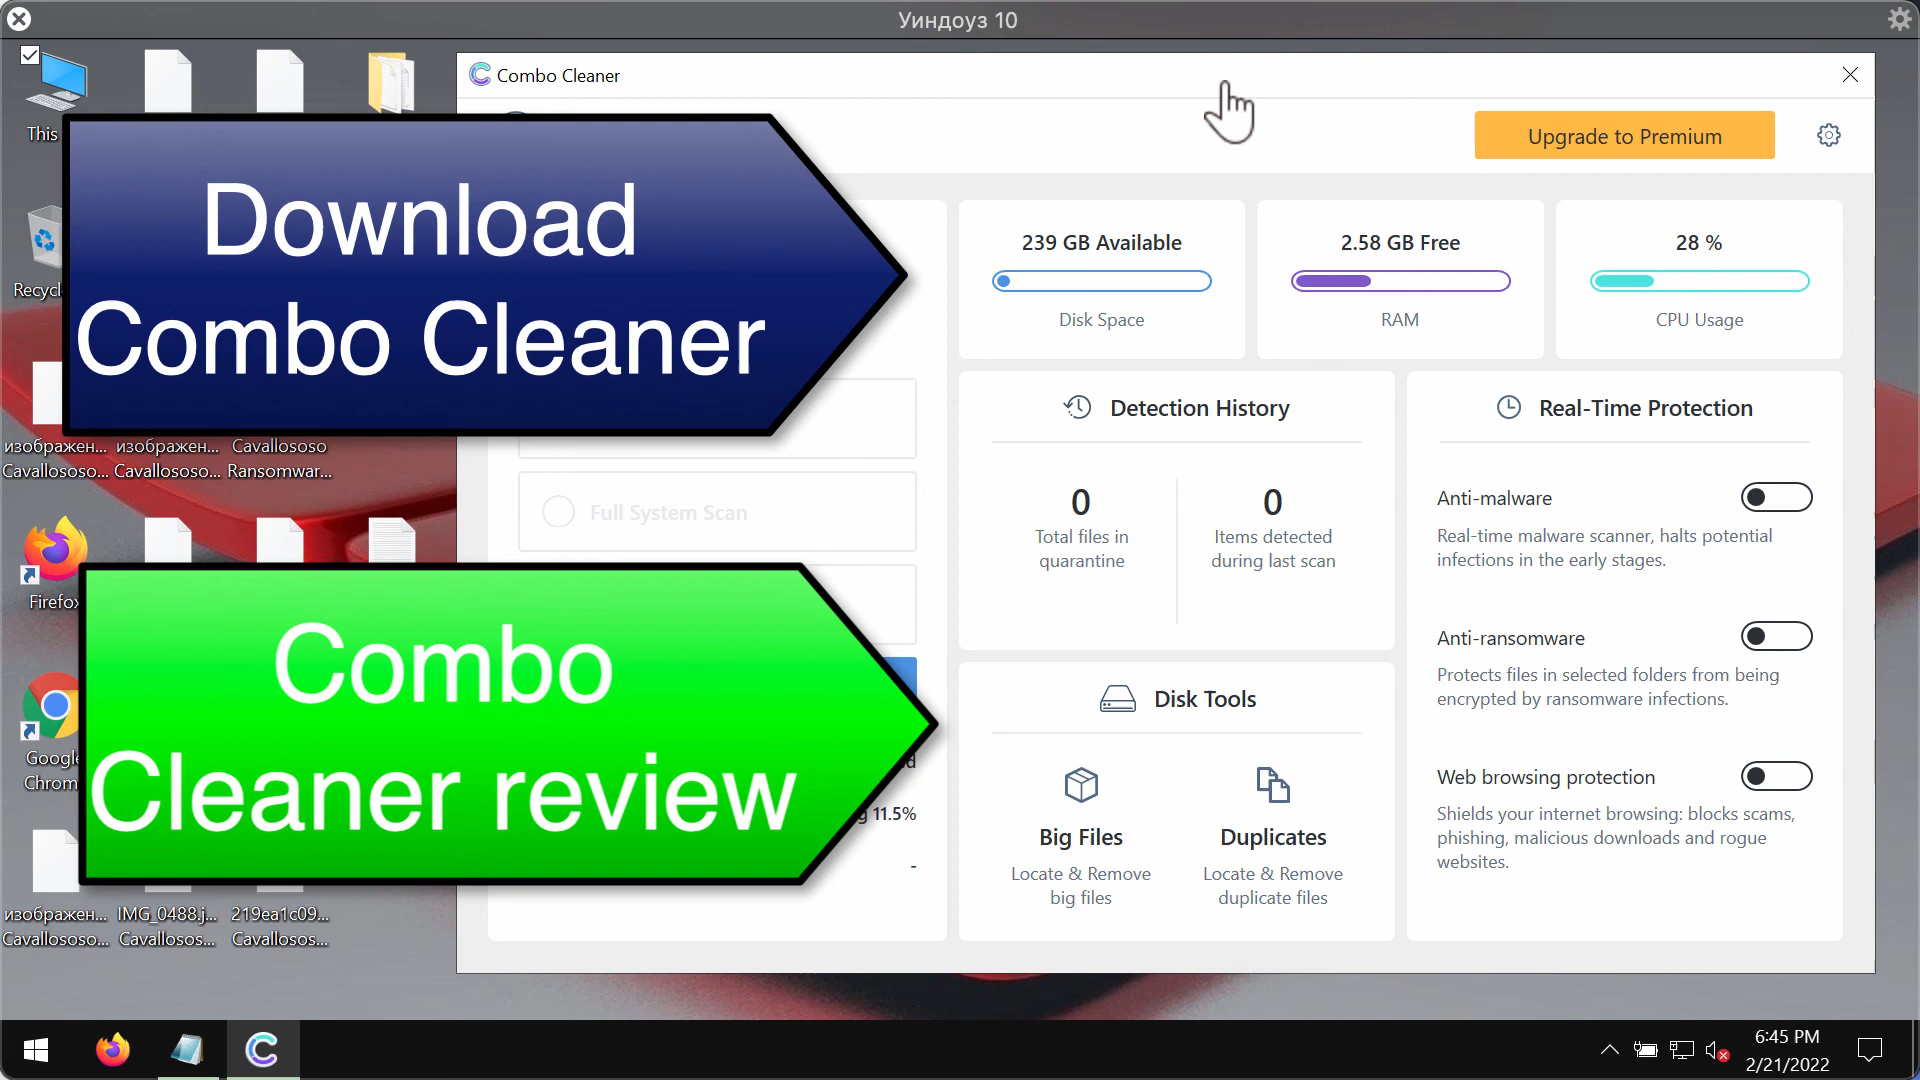 Уиндоуз 10
Combo Cleaner
This
Upgrade to Premium
Download
Combo Cleaner
239 GB Available
Disk Space
2.58 GB Free
RAM
28 %
CPU Usage
изображен...
Cavallososo...
изображен...
Cavallososo...
Cavallososo
Ransomwar...
Detection History
0
Total files in
quarantine
0
Items detected
during last scan
Real-Time Protection
Anti-malware
Real-time malware scanner, halts potential
infections in the early stages.
Anti-ransomware
Protects files in selected folders from being
encrypted by ransomware infections.
Web browsing protection
Shields your internet browsing: blocks scams,
phishing, malicious downloads and rogue
websites.
Full System Scan
Firefox
Google
Combo
Cleaner review
11.5%
-
Disk Tools
Big Files
Locate & Remove
big files
Duplicates
Locate & Remove
duplicate files
изображен...
Cavallososo...
IMG_0488.j...
Cavallosos...
219ea1c09...
Cavallosos...
6:45 PM
2/21/2022